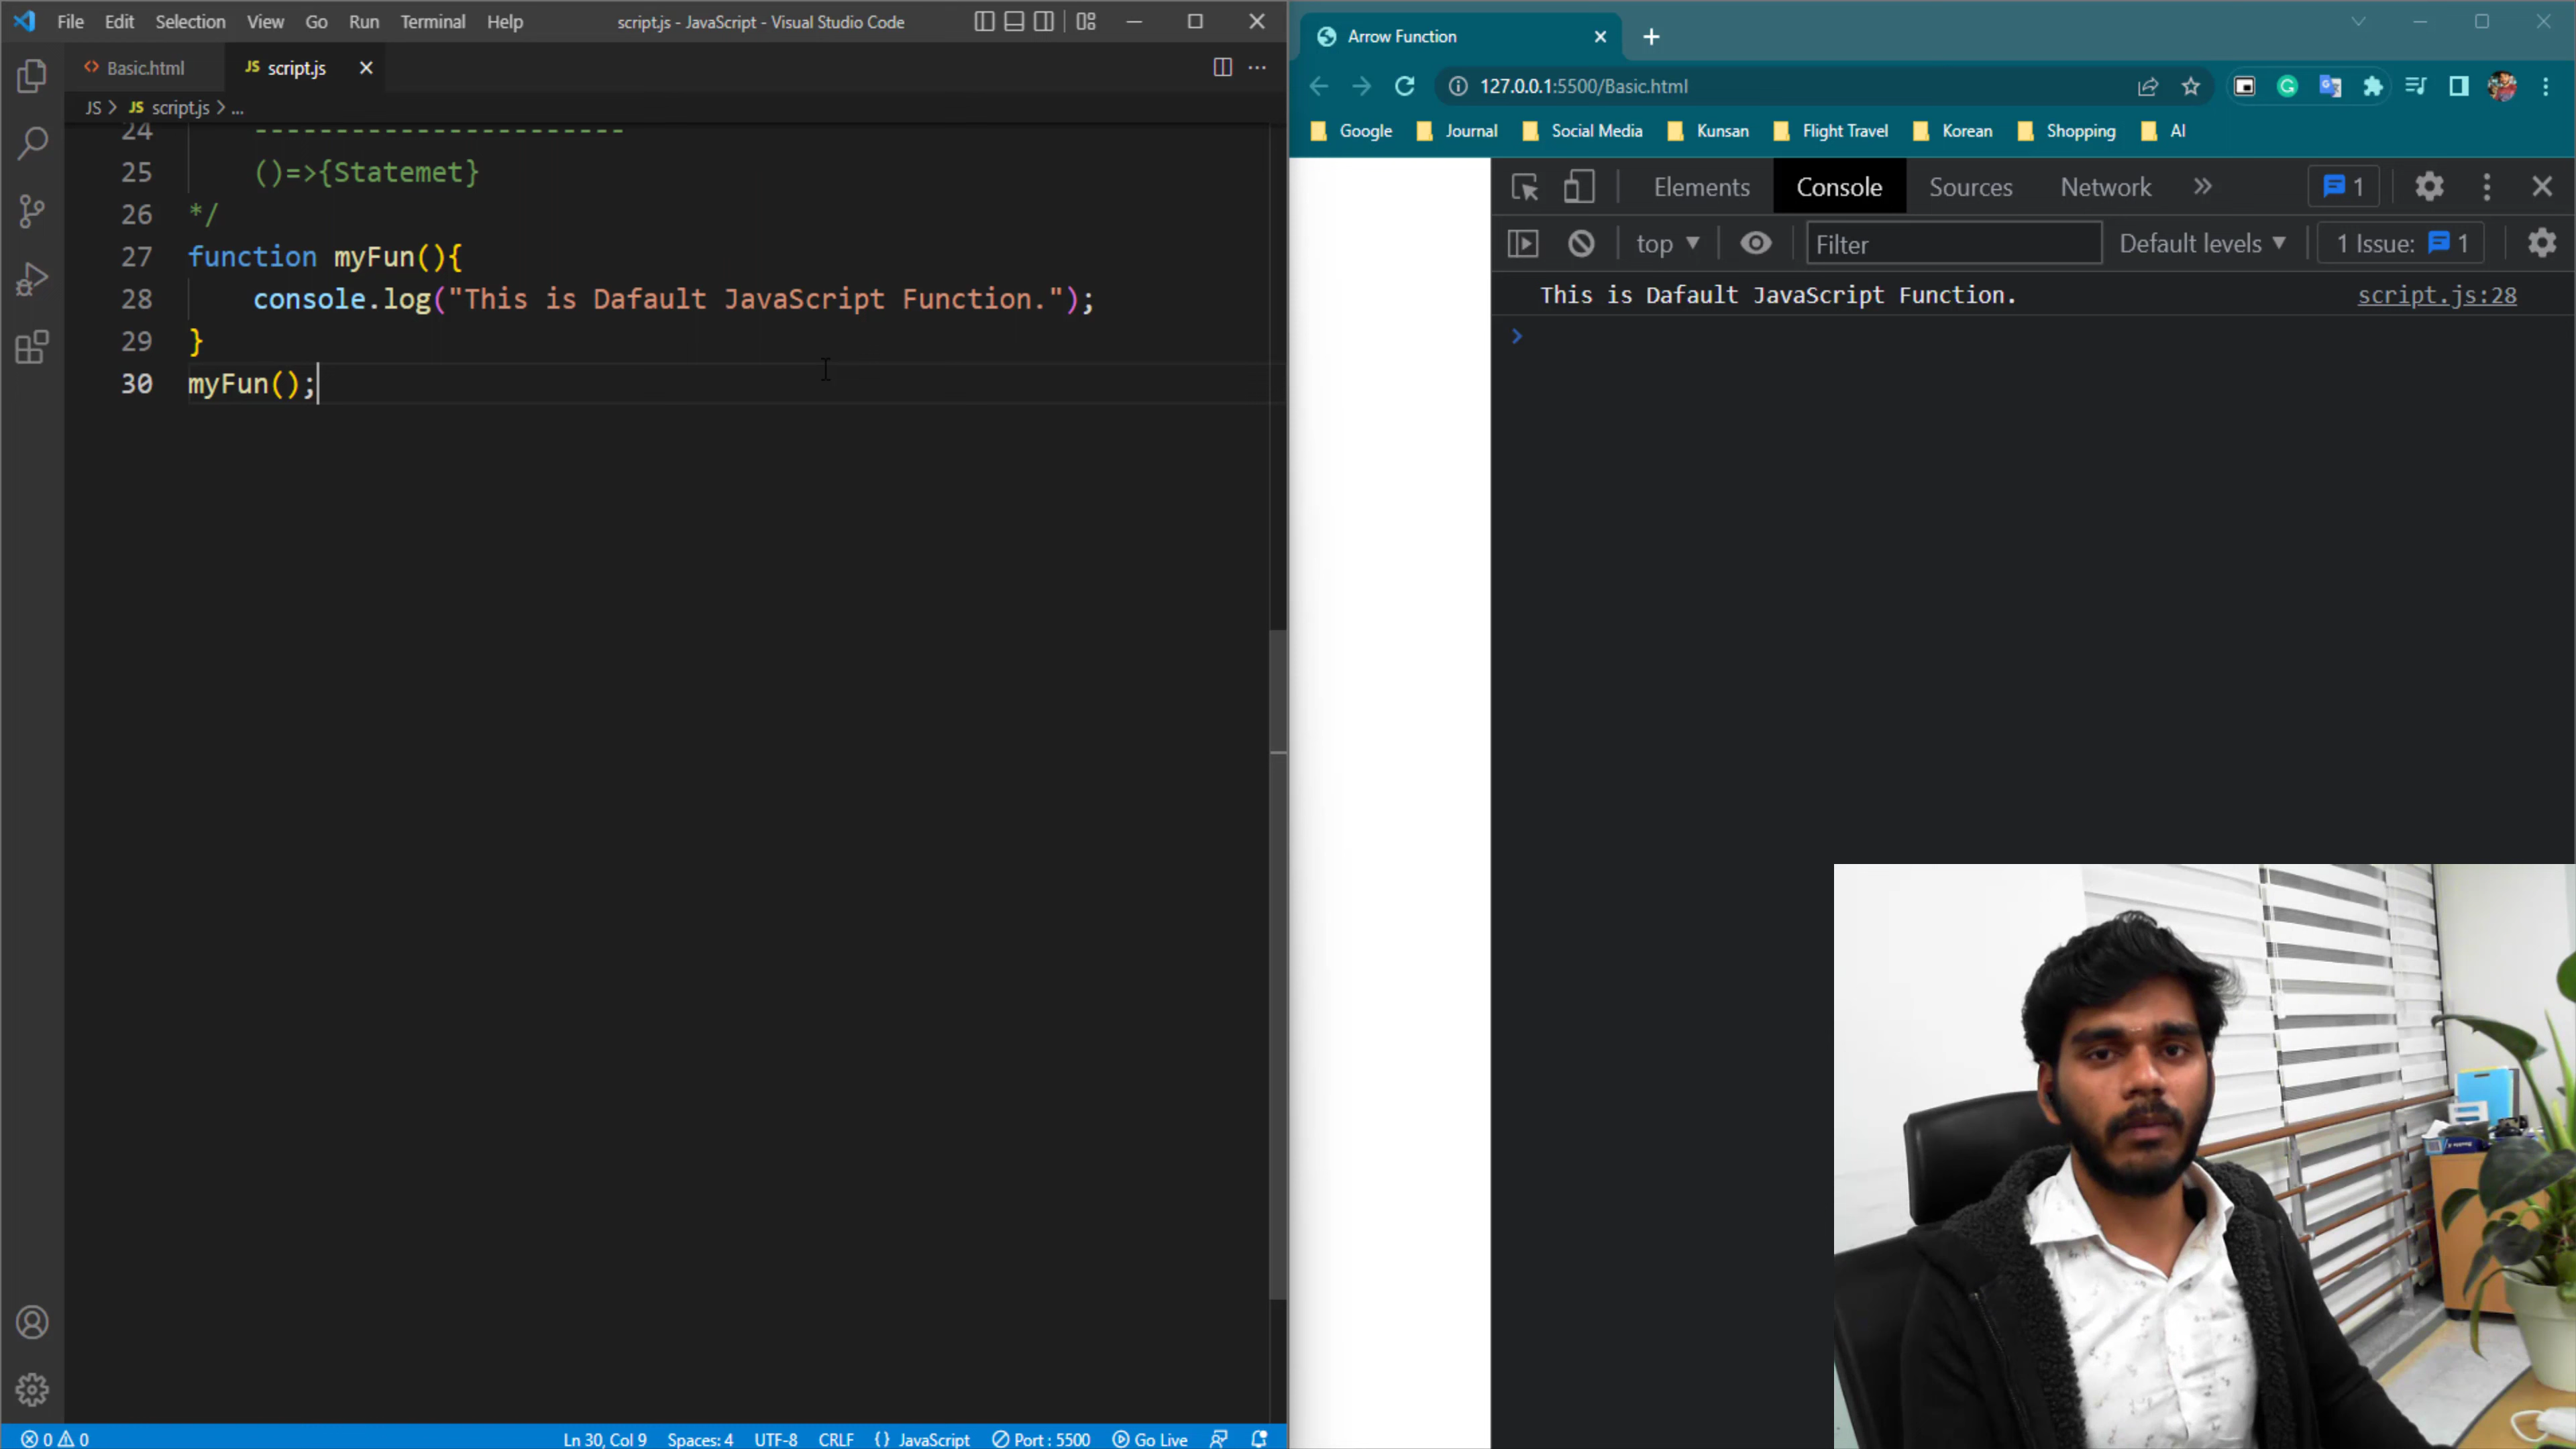 File Edit Selection View Go Run Terminal Help script.js - JavaScript - Visual Studio Code
Basic.html JS script.js
JS > JS script.js > ...
24 -----------------------
25 ()=>{Statemet}
26 */
27 function myFun(){
28 console.log("This is Dafault JavaScript Function.");
29 }
30 myFun();
0 0 Ln 30, Col 9 Spaces: 4 UTF-8 CRLF {} JavaScript Port : 5500 Go Live
Arrow Function
127.0.0.1:5500/Basic.html
Google Journal Social Media Kunsan Flight Travel Korean Shopping AI
Elements Console Sources Network 1
top Filter Default levels 1 Issue: 1
This is Dafault JavaScript Function. script.js:28